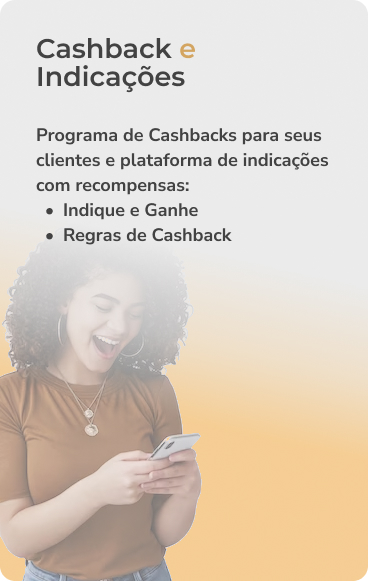 Cashback e
Indicações
Programa de Cashbacks para seus
clientes e plataforma de indicações
com recompensas:
• Indique e Ganhe
• Regras de Cashback